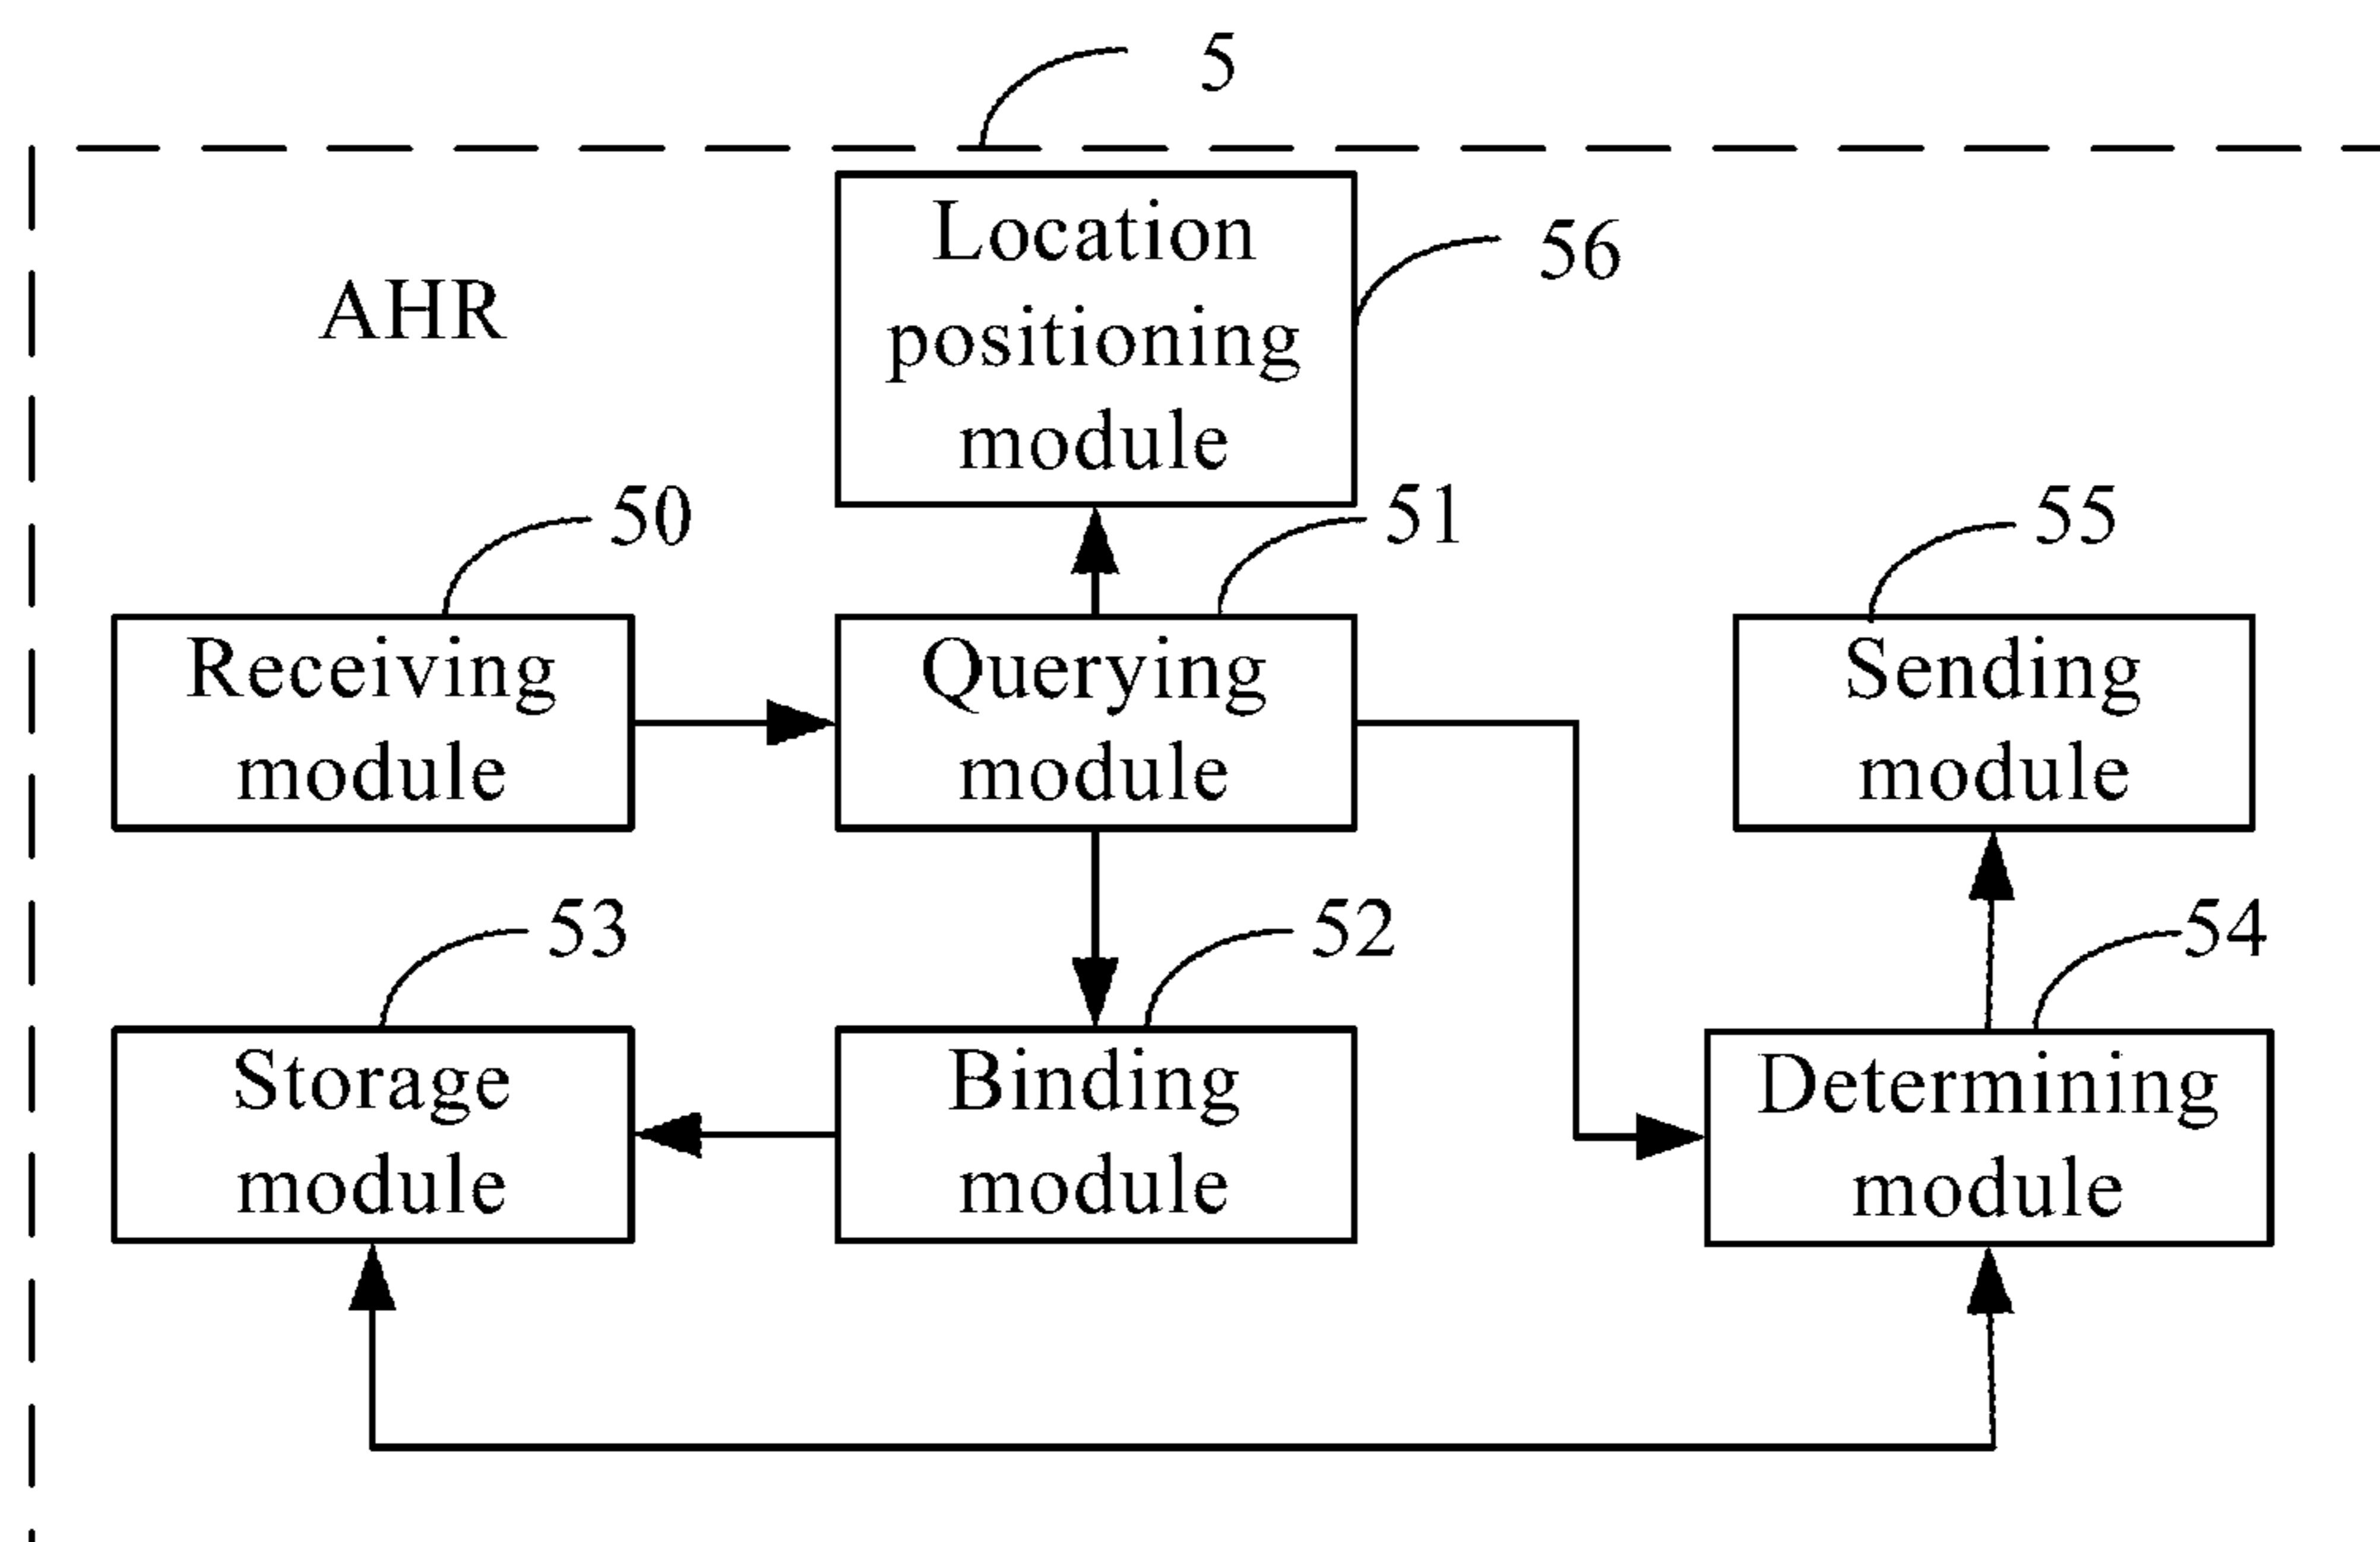 5
AHR
Location
positioning
module
56
50
51
55
Receiving
module
Querying
module
Sending
module
53
52
54
Storage
module
Binding
module
Determining
module